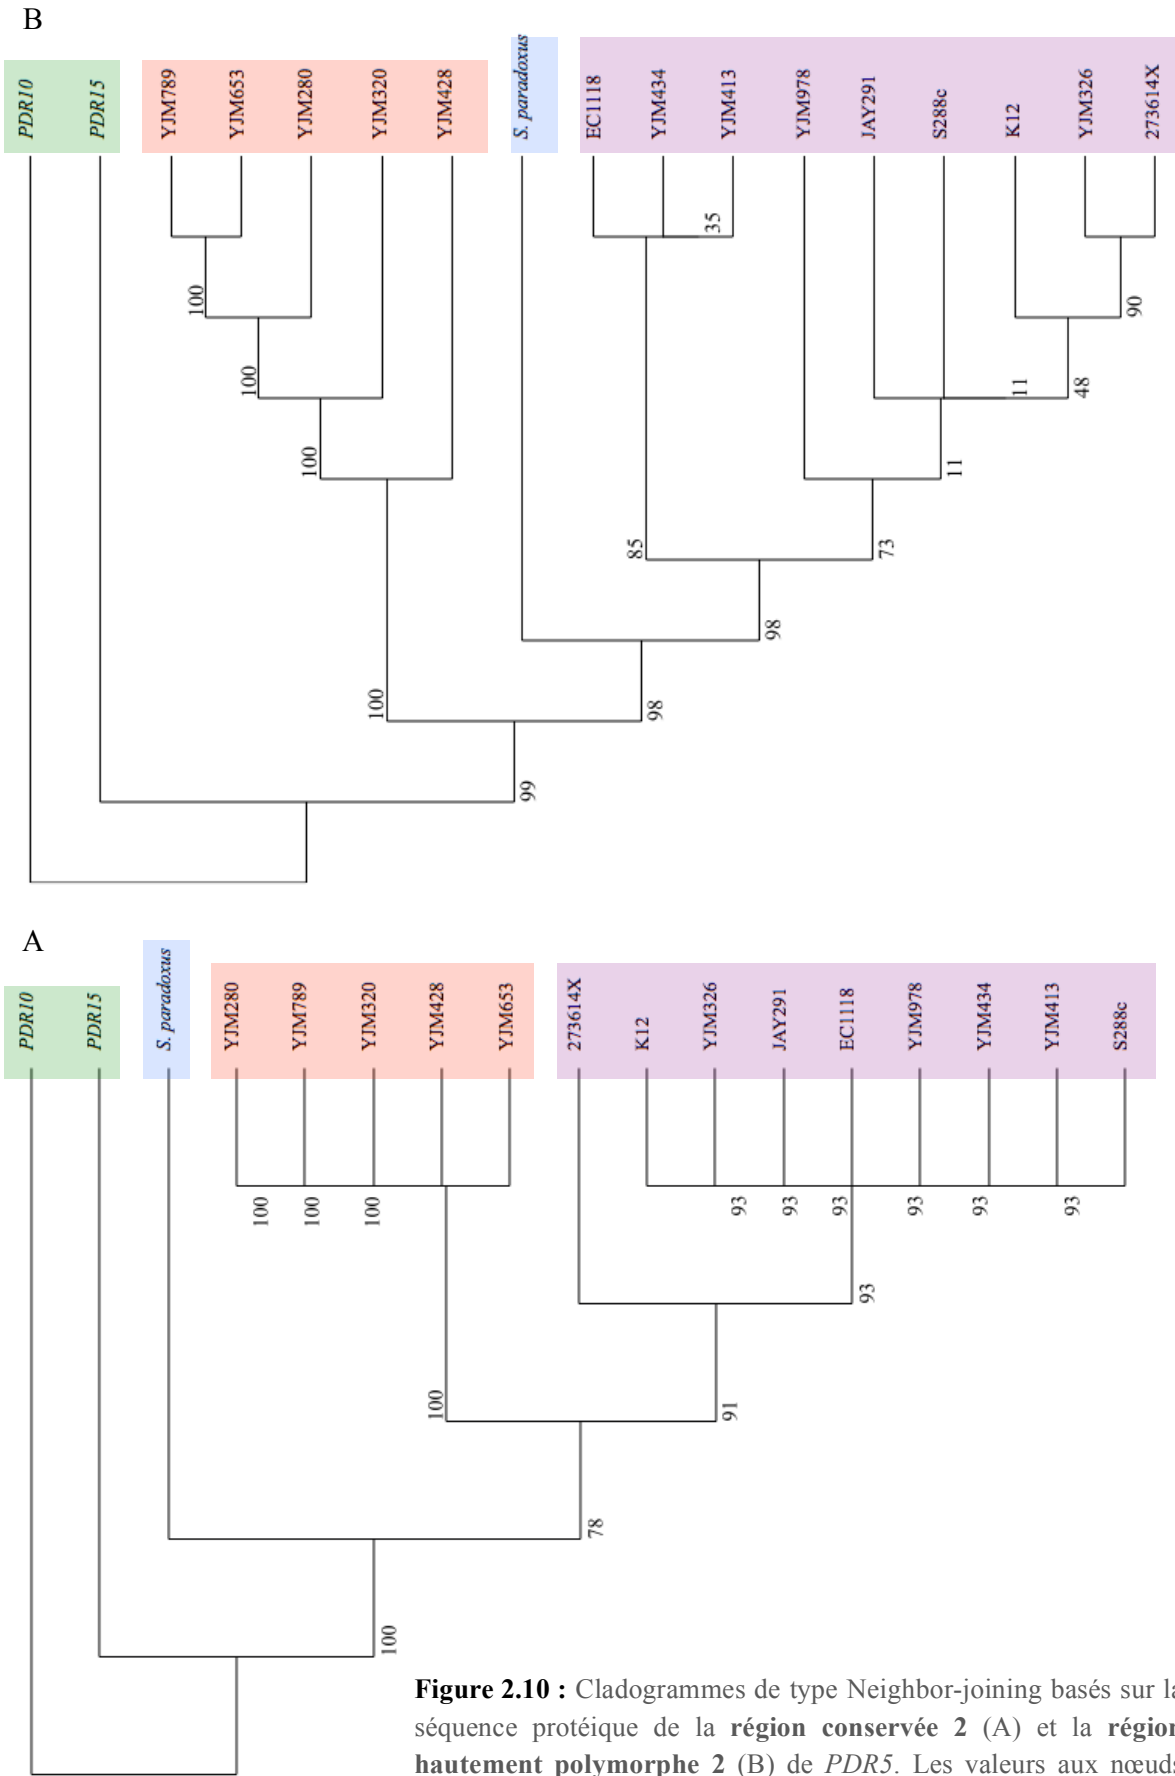 B
PDR10
PDR15
YJM789
YJM653
YJM280
YJM320
YJM428
S. paradoxus
EC1118
YJM434
YJM413
YJM978
JAY291
S288c
K12
YJM326
273614X
35
100
90
100
11
48
100
11
85
73
98
100
98
99
A
PDR10
PDR15
S. paradoxus
YJM280
YJM789
YJM320
YJM428
YJM653
273614X
K12
YJM326
JAY291
EC1118
YJM978
YJM434
YJM413
S288c
100
100
100
93
93
93
93
93
93
93
100
91
78
100
Figure 2.10 : Cladogrammes de type Neighbor-joining basés sur la
séquence protéique de la région conservée 2 (A) et la région
hautement polymorphe 2 (B) de PDR5. Les valeurs aux nœuds